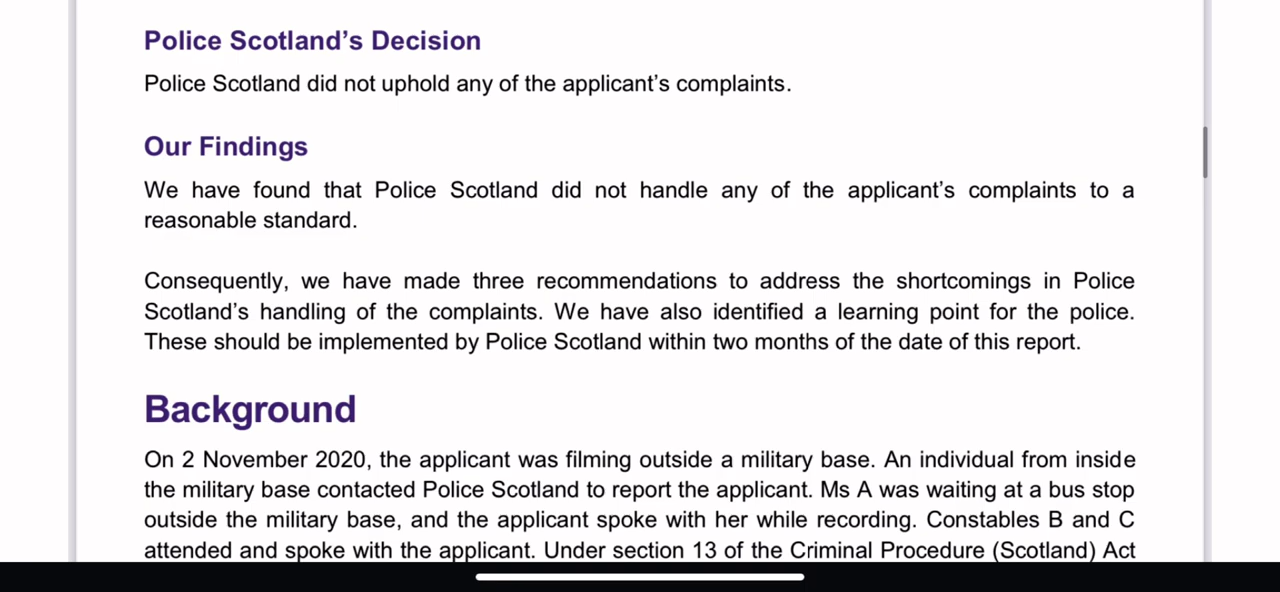 Police Scotland’s Decision
Police Scotland did not uphold any of the applicant’s complaints.
Our Findings
We have found that Police Scotland did not handle any of the applicant’s complaints to a
reasonable standard.
Consequently, we have made three recommendations to address the shortcomings in Police
Scotland’s handling of the complaints. We have also identified a learning point for the police.
These should be implemented by Police Scotland within two months of the date of this report.
Background
On 2 November 2020, the applicant was filming outside a military base. An individual from inside
the military base contacted Police Scotland to report the applicant. Ms A was waiting at a bus stop
outside the military base, and the applicant spoke with her while recording. Constables B and C
attended and spoke with the applicant. Under section 13 of the Criminal Procedure (Scotland) Act